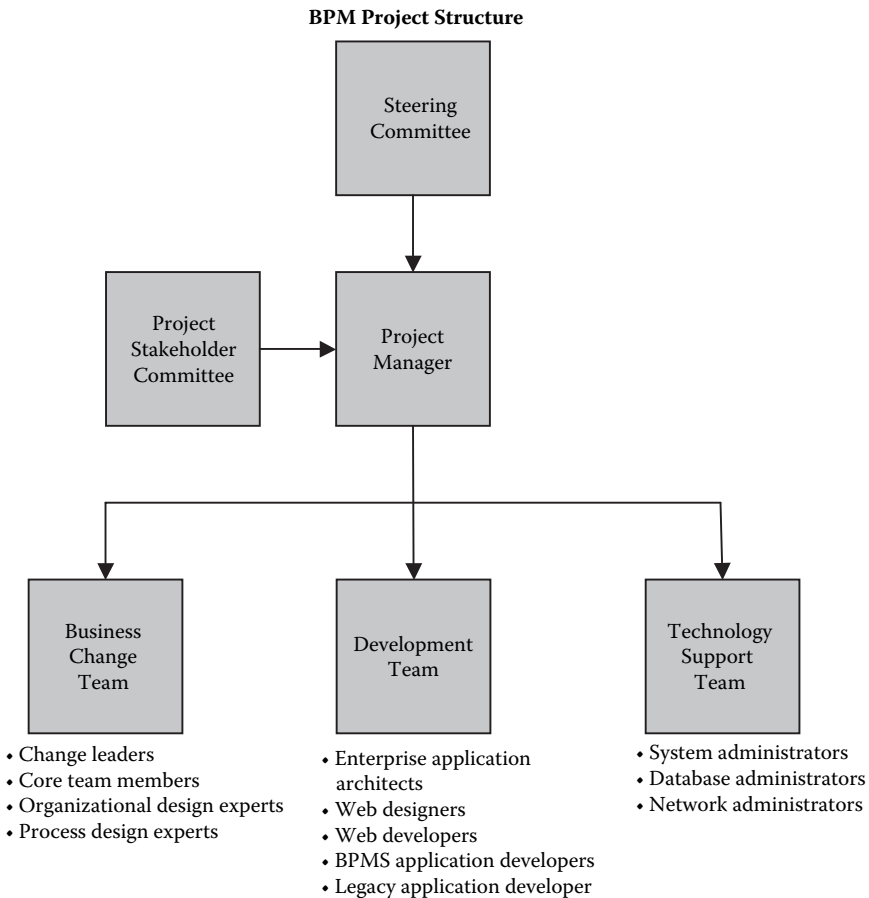 BPM Project Structure
Steering
Committee
Project
Stakeholder
Committee
Project
Manager
Business
Change
Team
• Change leaders
• Core team members
• Organizational design experts
• Process design experts
Development
Team
• Enterprise application
architects
• Web designers
• Web developers
• BPMS application developers
• Legacy application developer
Technology
Support
Team
• System administrators
• Database administrators
• Network administrators